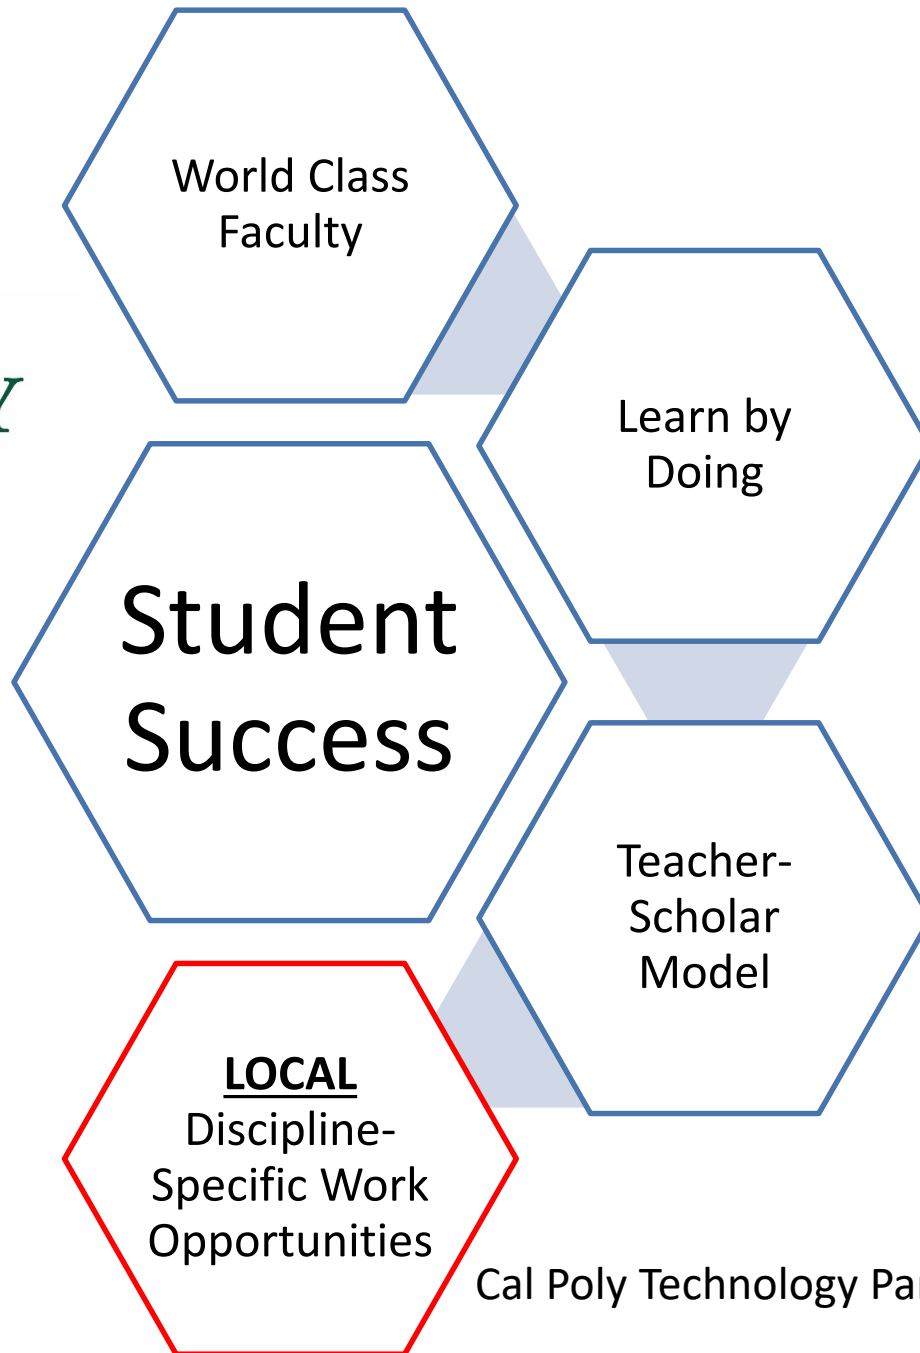 World Class
Faculty
Learn by
Doing
Student
Success
Teacher-
Scholar
Model
LOCAL
Discipline-
Specific Work
Opportunities
Cal Poly Technology